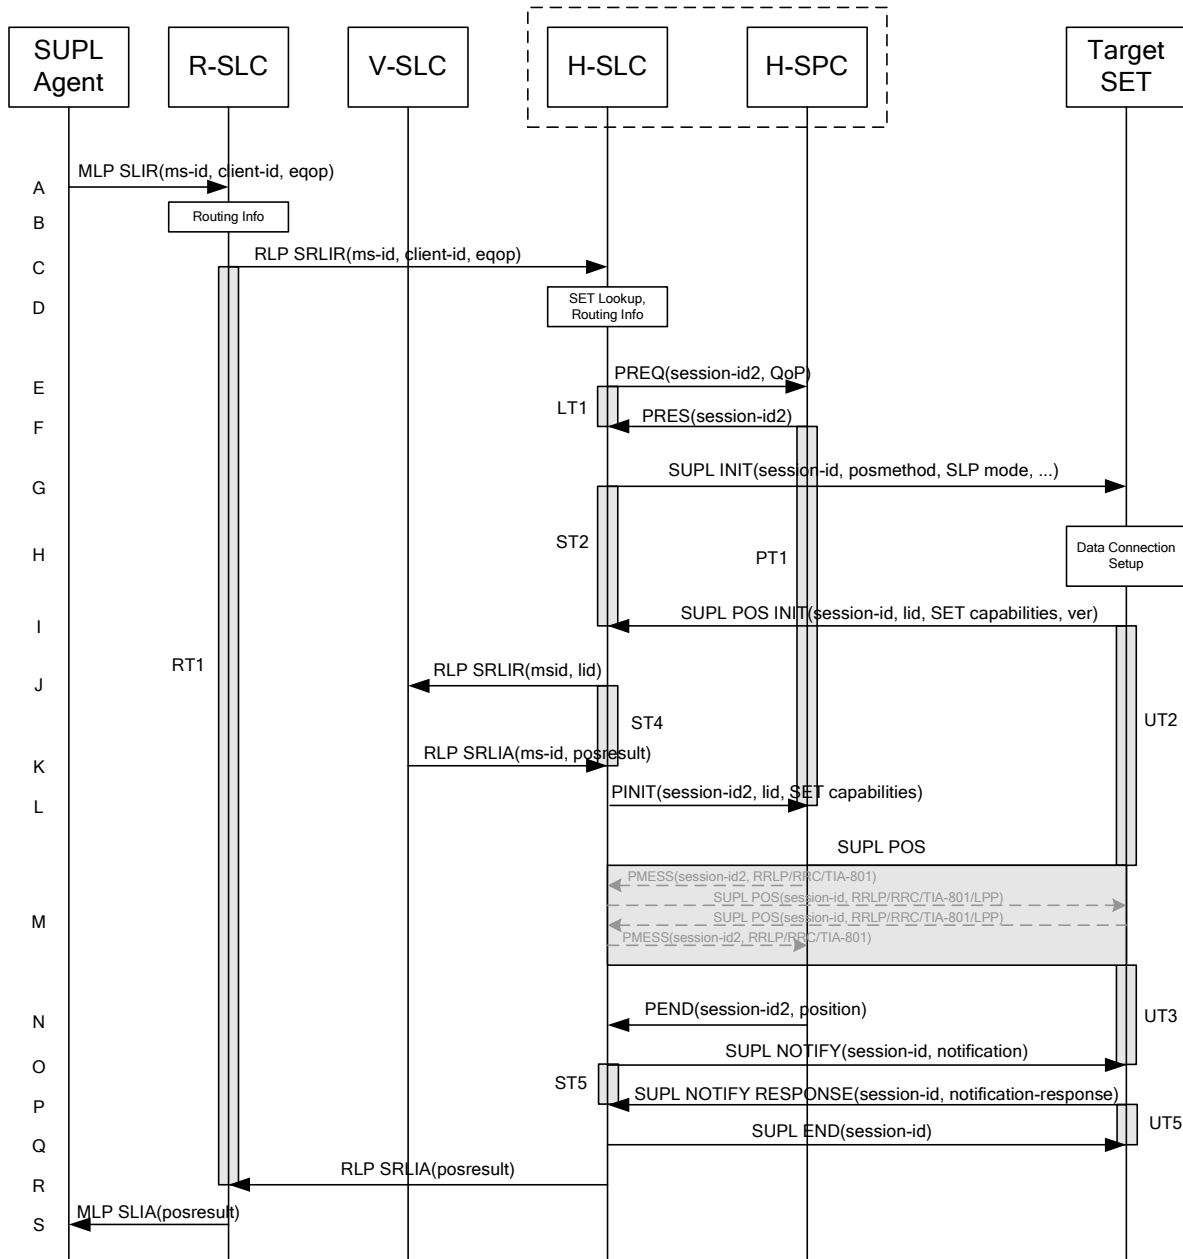 SUPL
Agent
R-SLC
V-SLC
H-SLC
H-SPC
Target
SET
A
MLP SLIR(ms-id, client-id, eqop)
B
Routing Info
C
RLP SRLIR(ms-id, client-id, eqop)
D
SET Lookup,
Routing Info
E
PREQ(session-id2, QoP)
LT1
F
PRES(session-id2)
G
SUPL INIT(session-id, posmethod, SLP mode, ...)
H
ST2
PT1
Data Connection
Setup
I
SUPL POS INIT(session-id, lid, SET capabilities, ver)
RT1
J
RLP SRLIR(msid, lid)
ST4
UT2
K
RLP SRLIA(ms-id, posresult)
L
PINIT(session-id2, lid, SET capabilities)
SUPL POS
M
PMESS(session-id2, RRLP/RRC/TIA-801)
SUPL POS(session-id, RRLP/RRC/TIA-801/LPP)
SUPL POS(session-id, RRLP/RRC/TIA-801/LPP)
PMESS(session-id2, RRLP/RRC/TIA-801)
N
PEND(session-id2, position)
UT3
O
SUPL NOTIFY(session-id, notification)
ST5
P
SUPL NOTIFY RESPONSE(session-id, notification-response)
UT5
Q
SUPL END(session-id)
R
RLP SRLIA(posresult)
S
MLP SLIA(posresult)